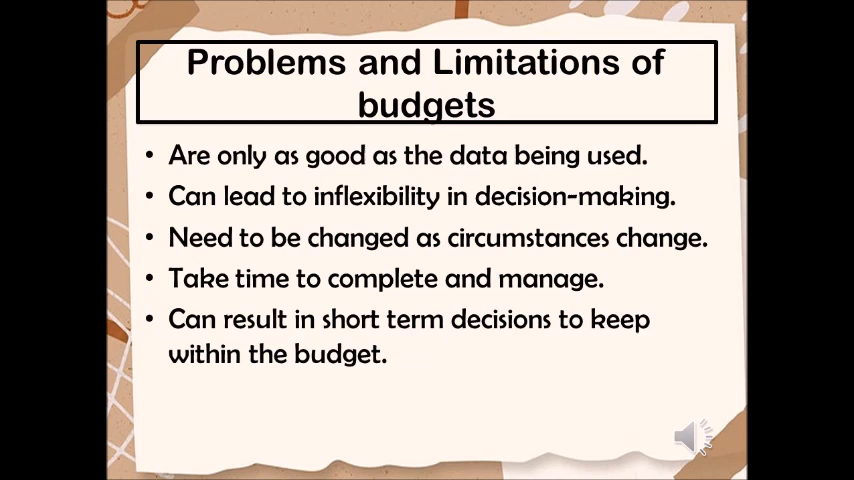 Problems and Limitations of
budgets
• Are only as good as the data being used.
• Can lead to inflexibility in decision-making.
• Need to be changed as circumstances change.
• Take time to complete and manage.
• Can result in short term decisions to keep
within the budget.